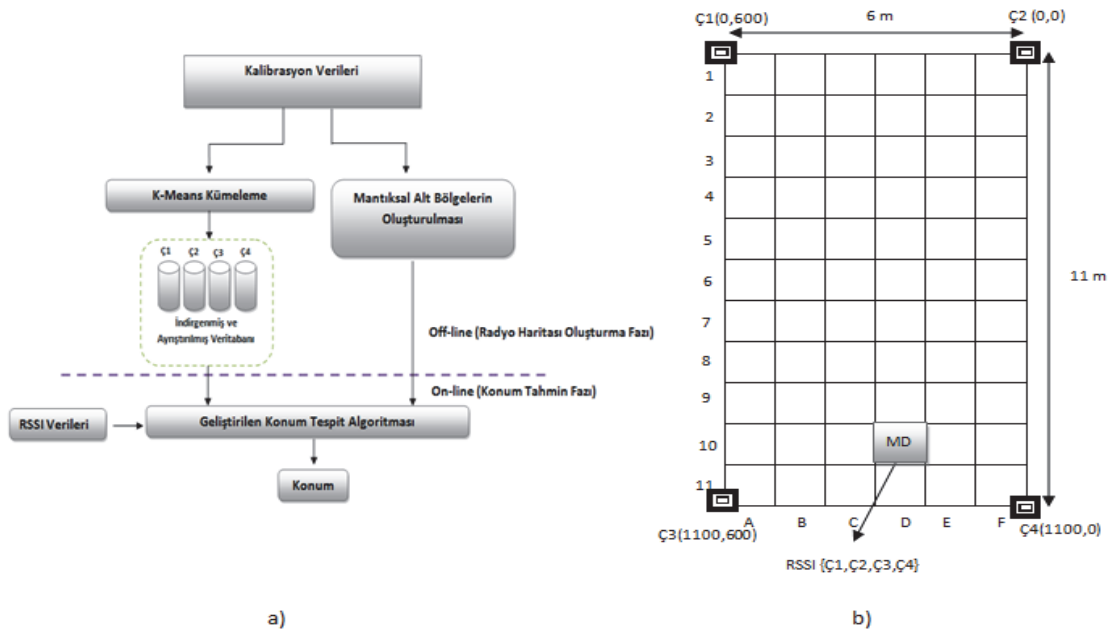 Kalibrasyon Verileri
K-Means Kümeleme
Mantıksal Alt Bölgelerin
Oluşturulması
Ç1 Ç2 Ç3 Ç4
İndirgenmiş ve
Ayrıştırılmış Veritabanı
Off-line (Radyo Haritası Oluşturma Fazı)
On-line (Konum Tahmin Fazı)
RSSI Verileri
Geliştirilen Konum Tespit Algoritması
Konum
a)
Ç1(0,600)
6 m
Ç2 (0,0)
1
2
3
4
5
6
7
8
9
10
11
11 m
MD
A B C D E F
Ç3(1100,600)
Ç4(1100,0)
RSSI {Ç1,Ç2,Ç3,Ç4}
b)